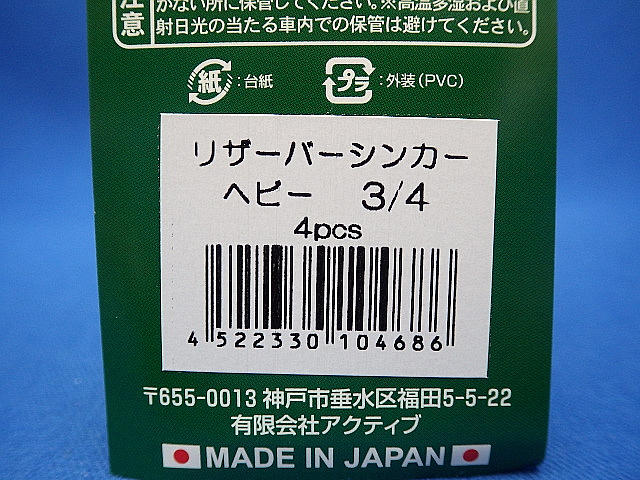 注意
かない所に保管してください。※高温多湿および直
射日光の当たる車内での保管は避けてください。
紙 :台紙 プラ :外装(PVC)
リザーバーシンカー
ヘビー 3/4
4pcs
4 522330 104686
〒655-0013 神戸市垂水区福田5-5-22
有限会社アクティブ
MADE IN JAPAN